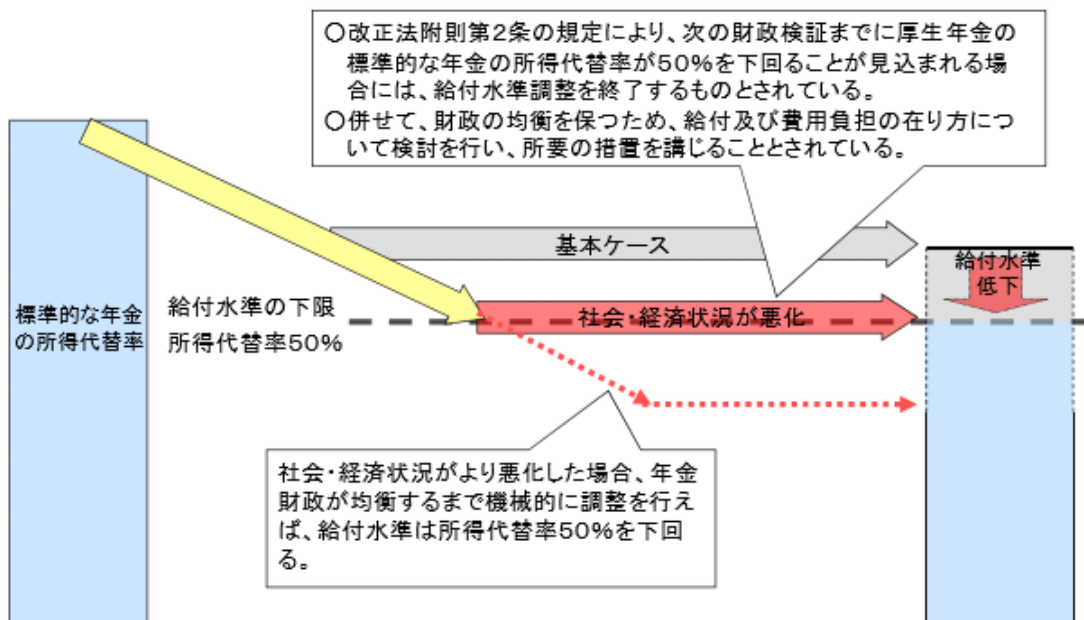 ○改正法附則第2条の規定により、次の財政検証までに厚生年金の
標準的な年金の所得代替率が50%を下回ることが見込まれる場
合には、給付水準調整を終了するものとされている。
○併せて、財政の均衡を保つため、給付及び費用負担の在り方につ
いて検討を行い、所要の措置を講じることとされている。
基本ケース
給付水準
低下
標準的な年金
の所得代替率
給付水準の下限
所得代替率50%
社会・経済状況が悪化
社会・経済状況がより悪化した場合、年金
財政が均衡するまで機械的に調整を行え
ば、給付水準は所得代替率50%を下回
る。